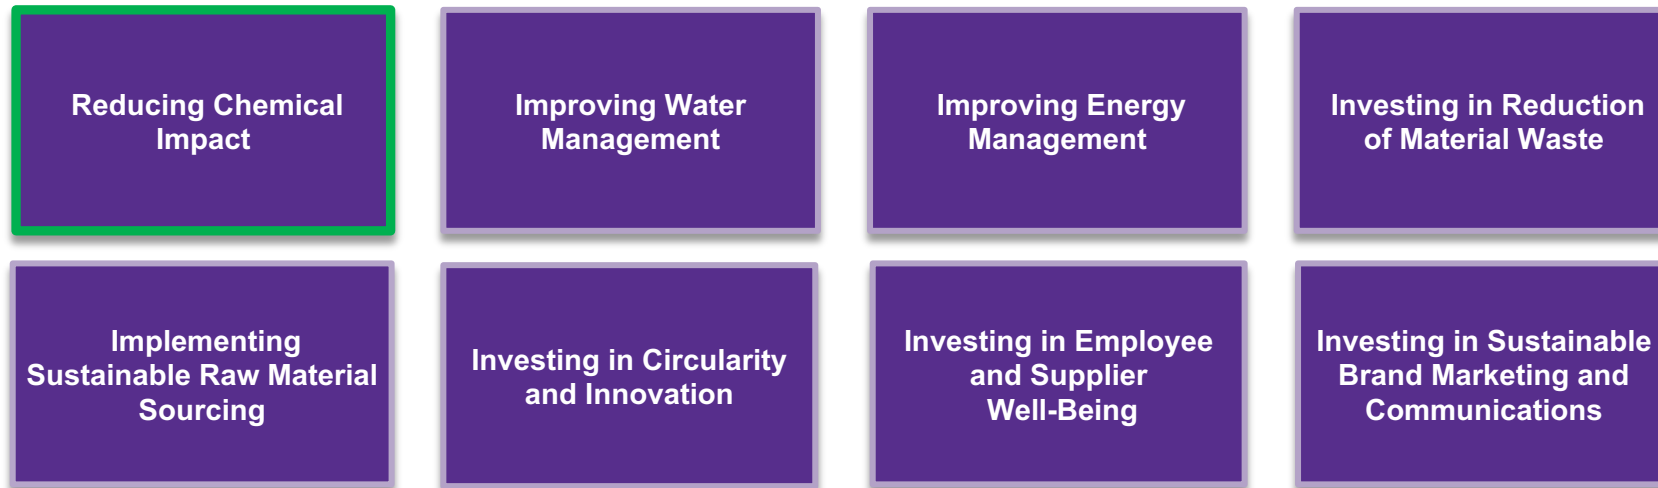 Reducing Chemical
Impact
Improving Water
Management
Improving Energy
Management
Investing in Reduction
of Material Waste
Implementing
Sustainable Raw Material
Sourcing
Investing in Circularity
and Innovation
Investing in Employee
and Supplier
Well-Being
Investing in Sustainable
Brand Marketing and
Communications